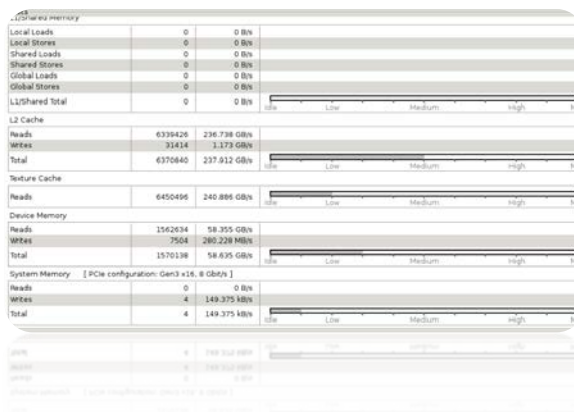 L1/Shared Memory
Local Loads 0 0 B/s
Local Stores 0 0 B/s
Shared Loads 0 0 B/s
Shared Stores 0 0 B/s
Global Loads 0 0 B/s
Global Stores 0 0 B/s
L1/Shared Total 0 0 B/s
Idle Low Medium High
L2 Cache
Reads 6339426 236.738 GB/s
Writes 31414 1.173 GB/s
Total 6370840 237.912 GB/s
Idle Low Medium High
Texture Cache
Reads 6450496 240.886 GB/s
Idle Low Medium High
Device Memory
Reads 1562634 58.355 GB/s
Writes 7504 280.228 MB/s
Total 1570138 58.635 GB/s
Idle Low Medium High
System Memory [ PCIe configuration: Gen3 x16, 8 Gbit/s ]
Reads 0 0 B/s
Writes 4 149.375 kB/s
Total 4 149.375 kB/s
Idle Low Medium High